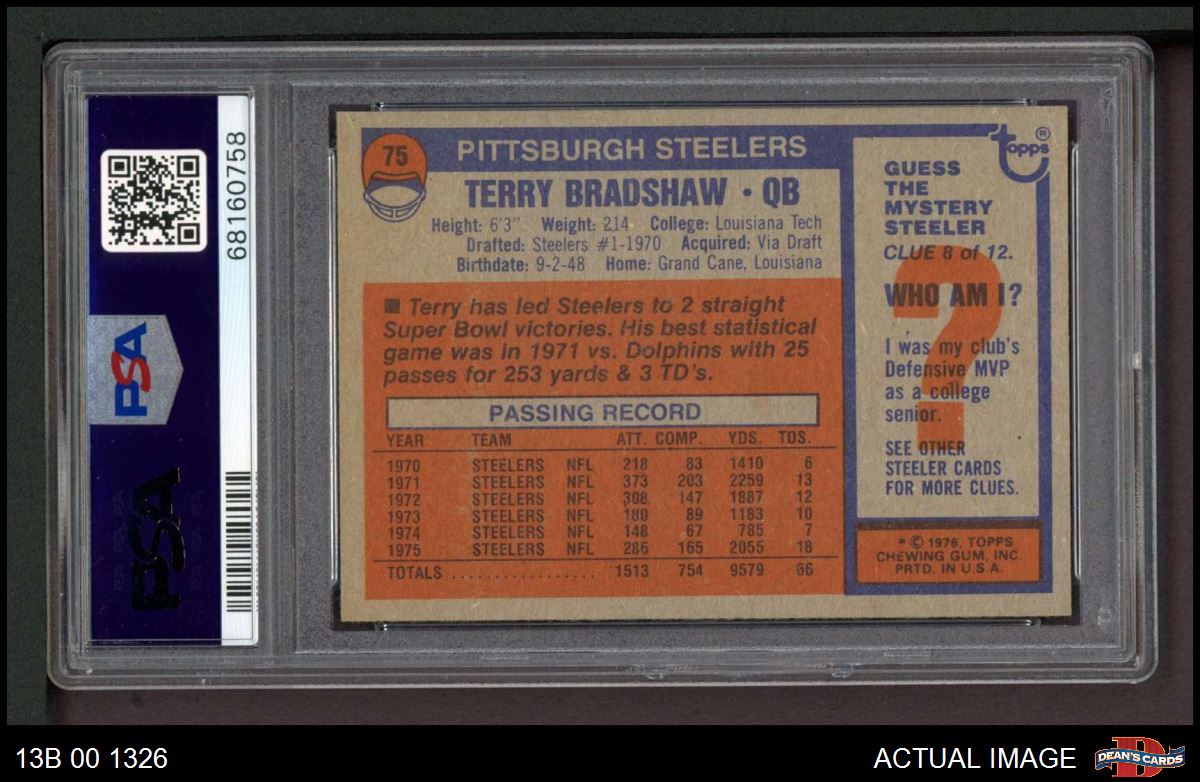 68160758
PSA
PSA
75
PITTSBURGH STEELERS
TERRY BRADSHAW • QB
Height: 6'3" Weight: 214 College: Louisiana Tech
Drafted: Steelers #1-1970 Acquired: Via Draft
Birthdate: 9-2-48 Home: Grand Cane, Louisiana
■ Terry has led Steelers to 2 straight
Super Bowl victories. His best statistical
game was in 1971 vs. Dolphins with 25
passes for 253 yards & 3 TD's.
PASSING RECORD
YEAR TEAM ATT. COMP. YDS. TDS.
1970 STEELERS NFL 218 83 1410 6
1971 STEELERS NFL 373 203 2259 13
1972 STEELERS NFL 308 147 1887 12
1973 STEELERS NFL 180 89 1183 10
1974 STEELERS NFL 148 67 785 7
1975 STEELERS NFL 286 165 2055 18
TOTALS ................. 1513 754 9579 66
topps ®
GUESS
THE
MYSTERY
STEELER
CLUE 8 of 12.
?
WHO AM I?
I was my club's
Defensive MVP
as a college
senior.
SEE OTHER
STEELER CARDS
FOR MORE CLUES.
* © 1976, TOPPS
CHEWING GUM, INC.
PRTD. IN U.S.A.
13B 00 1326
ACTUAL IMAGE
D
DEAN'S CARDS